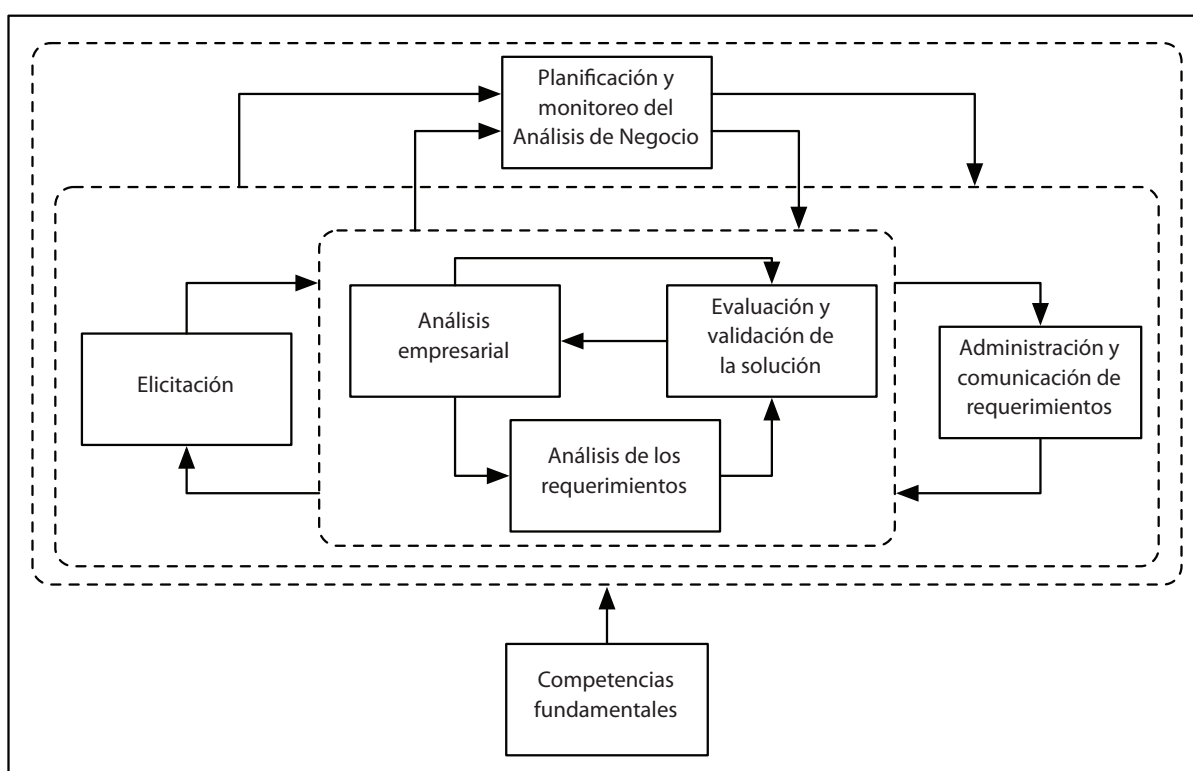 Planificación y
monitoreo del
Análisis de Negocio
Elicitación
Análisis
empresarial
Evaluación y
validación de
la solución
Análisis de los
requerimientos
Administración y
comunicación de
requerimientos
Competencias
fundamentales